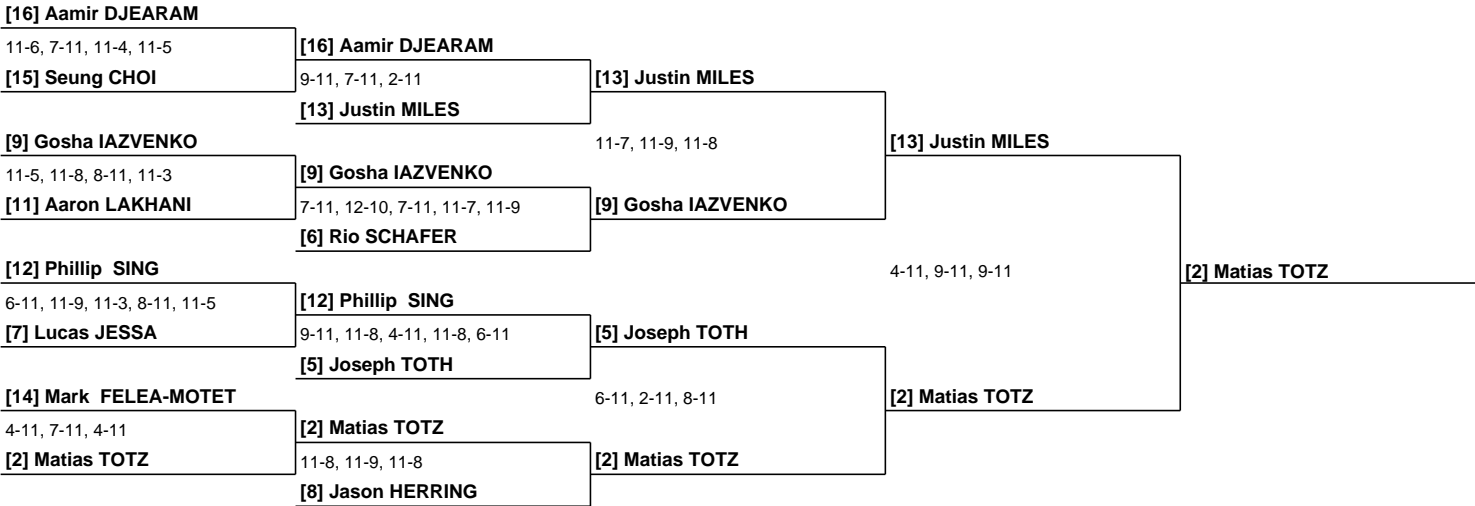 [16] Aamir DJEARAM
11-6, 7-11, 11-4, 11-5
[15] Seung CHOI
[16] Aamir DJEARAM
9-11, 7-11, 2-11
[13] Justin MILES
[13] Justin MILES
[9] Gosha IAZVENKO
11-5, 11-8, 8-11, 11-3
[11] Aaron LAKHANI
[9] Gosha IAZVENKO
7-11, 12-10, 7-11, 11-7, 11-9
[6] Rio SCHAFER
11-7, 11-9, 11-8
[9] Gosha IAZVENKO
[13] Justin MILES
[12] Phillip  SING
6-11, 11-9, 11-3, 8-11, 11-5
[7] Lucas JESSA
[12] Phillip  SING
9-11, 11-8, 4-11, 11-8, 6-11
[5] Joseph TOTH
[5] Joseph TOTH
[14] Mark  FELEA-MOTET
4-11, 7-11, 4-11
[2] Matias TOTZ
[2] Matias TOTZ
11-8, 11-9, 11-8
[8] Jason HERRING
6-11, 2-11, 8-11
[2] Matias TOTZ
[2] Matias TOTZ
4-11, 9-11, 9-11
[2] Matias TOTZ